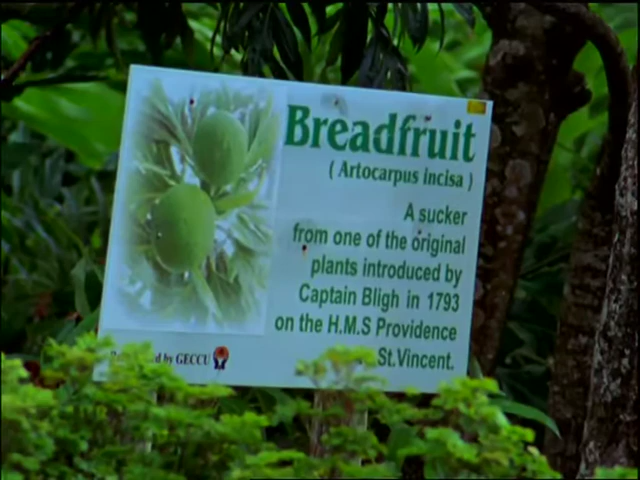 Breadfruit
( Artocarpus incisa )
A sucker
from one of the original
plants introduced by
Captain Bligh in 1793
on the H.M.S Providence
St.Vincent.
by GECCU